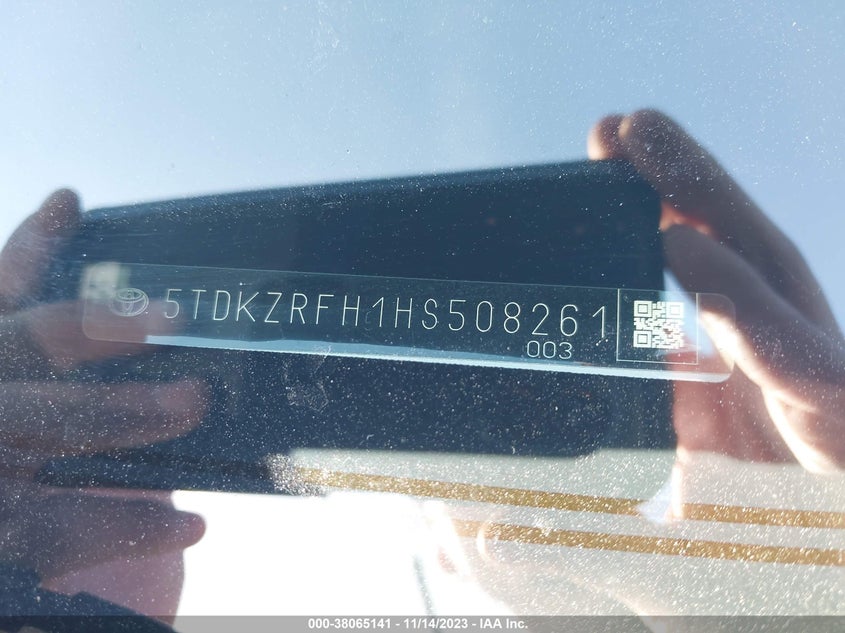 5TDKZRFH1HS508261
003
000-38065141 - 11/14/2023 - IAA Inc.